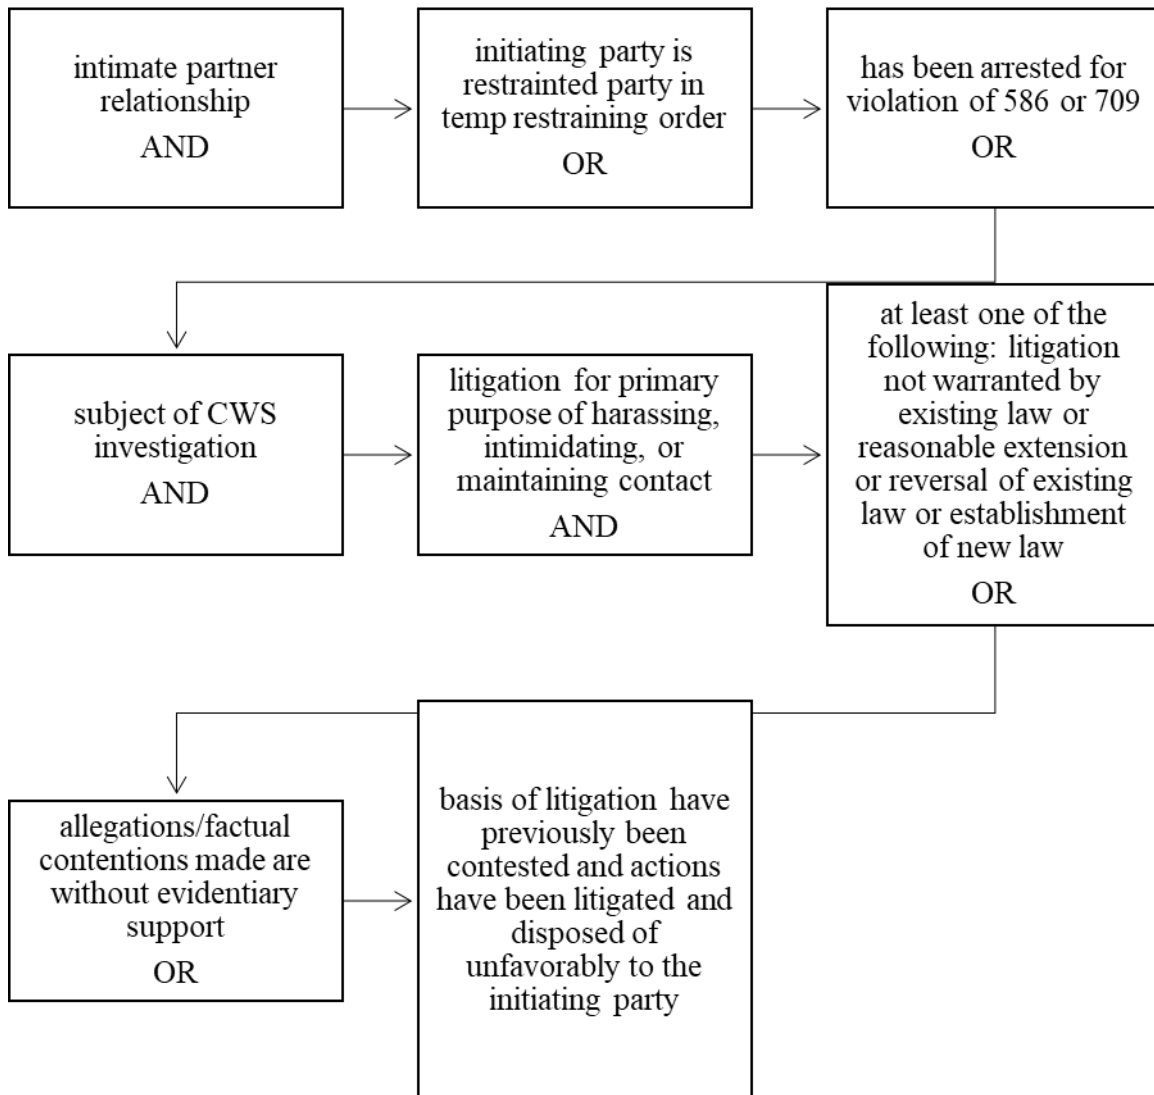 intimate partner
relationship
AND
initiating party is
restrainted party in
temp restraining order
OR
has been arrested for
violation of 586 or 709
OR
subject of CWS
investigation
AND
litigation for primary
purpose of harassing,
intimidating, or
maintaining contact
AND
at least one of the
following: litigation
not warranted by
existing law or
reasonable extension
or reversal of existing
law or establishment
of new law
OR
allegations/factual
contentions made are
without evidentiary
support
OR
basis of litigation have
previously been
contested and actions
have been litigated and
disposed of
unfavorably to the
initiating party